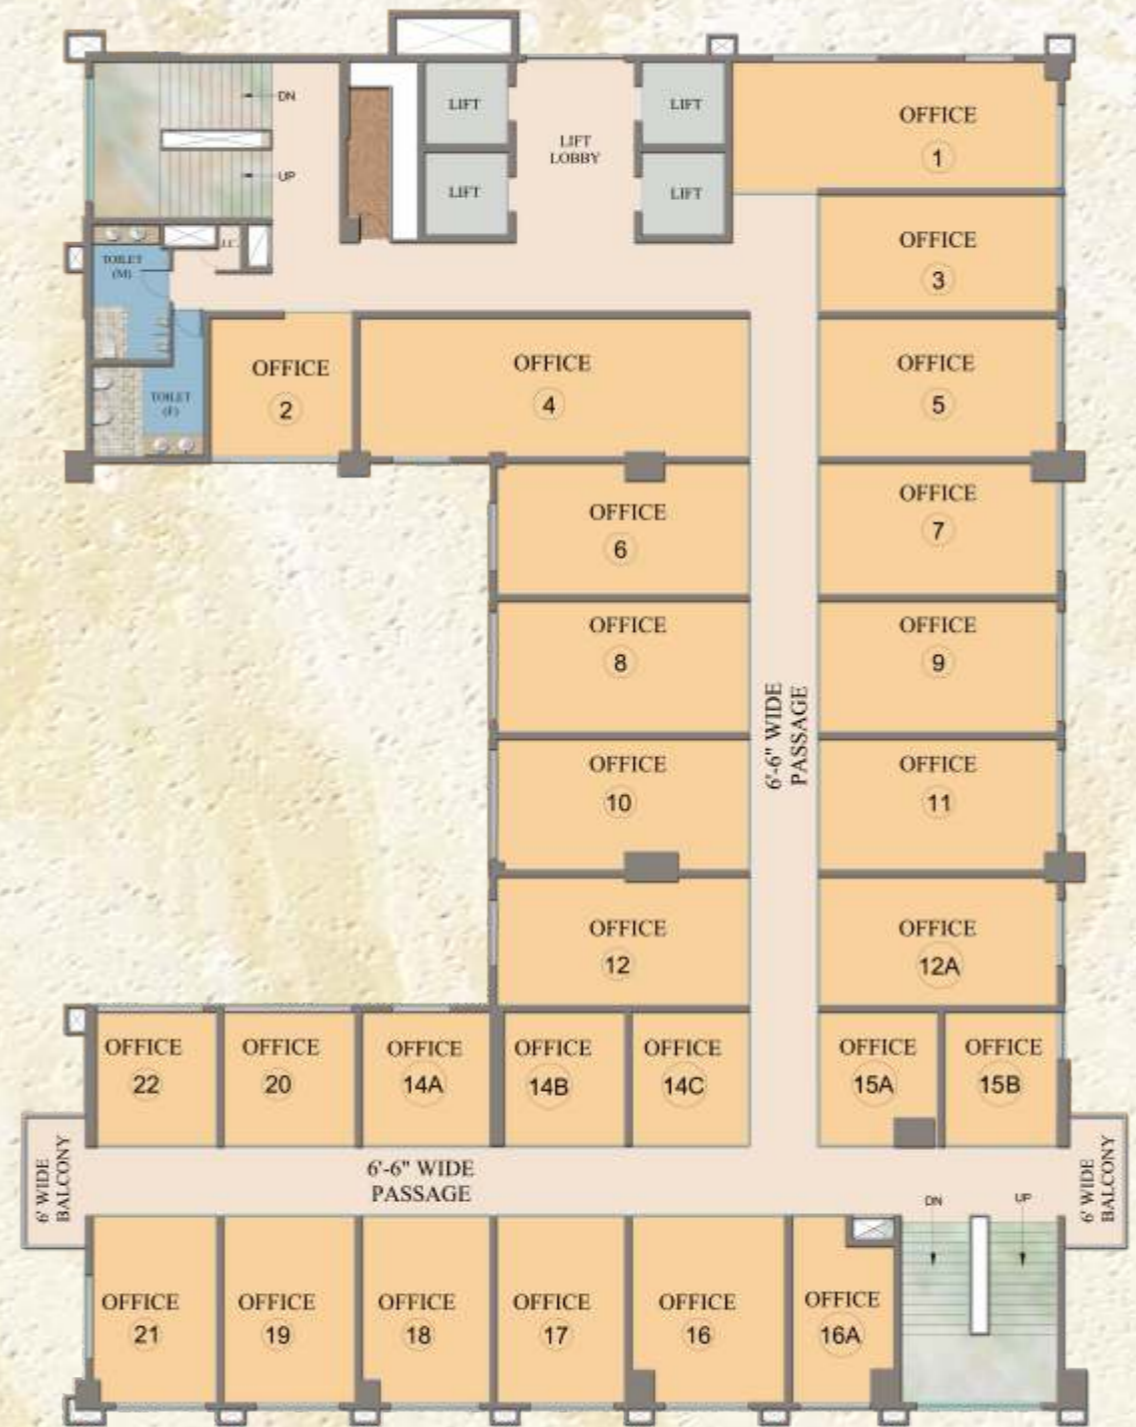 DN
UP
LIFT
LIFT
LIFT
LOBBY
LIFT
LIFT
OFFICE
1
OFFICE
3
TOILET
(M)
OFFICE
2
OFFICE
4
OFFICE
5
TOILET
(F)
OFFICE
6
OFFICE
7
OFFICE
8
OFFICE
9
6'-6" WIDE
PASSAGE
OFFICE
10
OFFICE
11
OFFICE
12
OFFICE
12A
OFFICE
22
OFFICE
20
OFFICE
14A
OFFICE
14B
OFFICE
14C
OFFICE
15A
OFFICE
15B
6' WIDE
BALCONY
6'-6" WIDE
PASSAGE
DN
UP
6' WIDE
BALCONY
OFFICE
21
OFFICE
19
OFFICE
18
OFFICE
17
OFFICE
16
OFFICE
16A